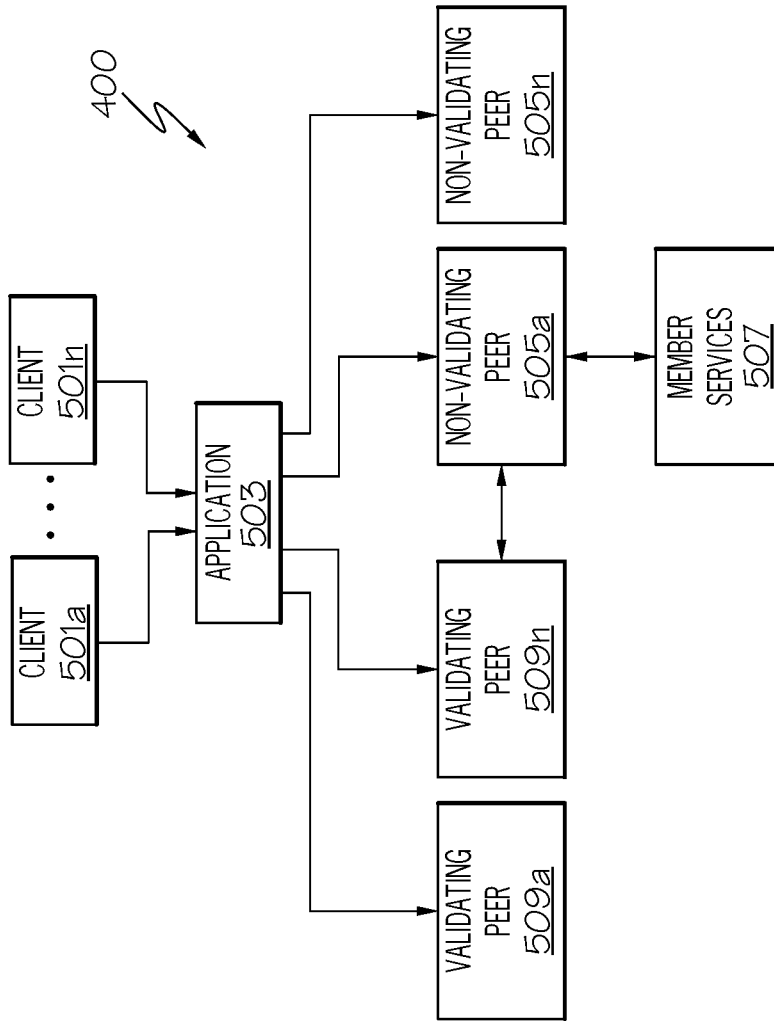 400
CLIENT
501a
CLIENT
501n
APPLICATION
503
VALIDATING
PEER
509a
VALIDATING
PEER
509n
NON-VALIDATING
PEER
505a
NON-VALIDATING
PEER
505n
MEMBER
SERVICES
507